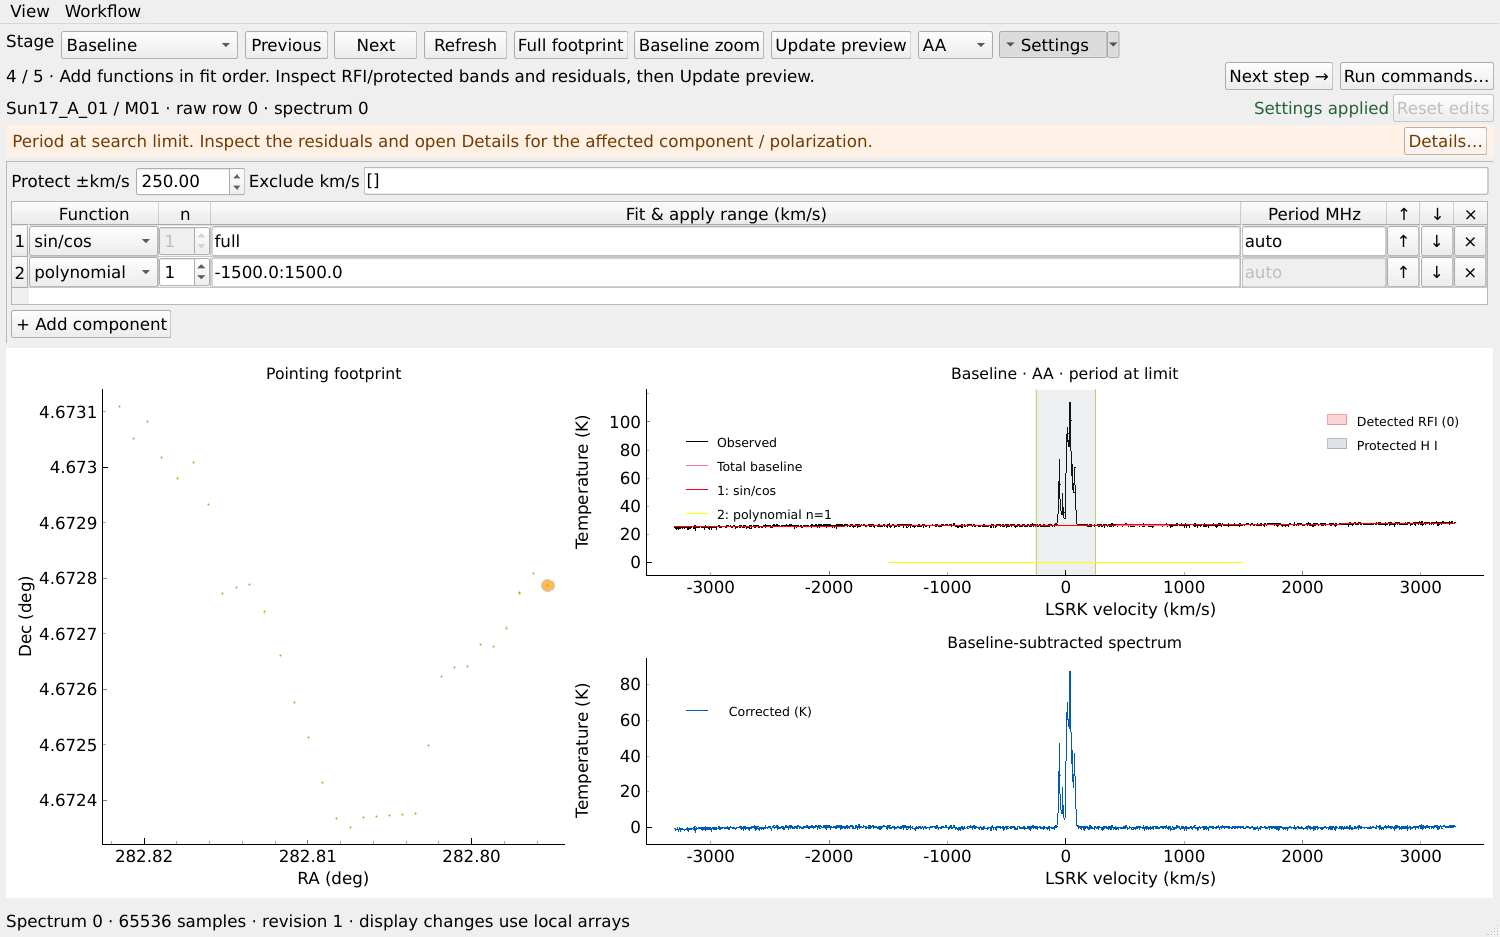 View Workflow
Stage Baseline Previous Next Refresh Full footprint Baseline zoom Update preview AA Settings
4 / 5 · Add functions in fit order. Inspect RFI/protected bands and residuals, then Update preview. Next step → Run commands...
Sun17_A_01 / M01 · raw row 0 · spectrum 0 Settings applied Reset edits
Period at search limit. Inspect the residuals and open Details for the affected component / polarization. Details...
Protect ±km/s 250.00 Exclude km/s []
Function n Fit & apply range (km/s) Period MHz ↑ ↓ ×
1 sin/cos 1 full auto ↑ ↓ ×
2 polynomial 1 -1500.0:1500.0 auto ↑ ↓ ×
+ Add component
Pointing footprint
4.6731
4.673
4.6729
4.6728
4.6727
4.6726
4.6725
4.6724
Dec (deg)
282.82 282.81 282.80
RA (deg)
Baseline · AA · period at limit
Temperature (K)
100
80
60
40
20
0
Observed
Total baseline
1: sin/cos
2: polynomial n=1
Detected RFI (0)
Protected H I
-3000 -2000 -1000 0 1000 2000 3000
LSRK velocity (km/s)
Baseline-subtracted spectrum
Temperature (K)
80
60
40
20
0
Corrected (K)
-3000 -2000 -1000 0 1000 2000 3000
LSRK velocity (km/s)
Spectrum 0 · 65536 samples · revision 1 · display changes use local arrays